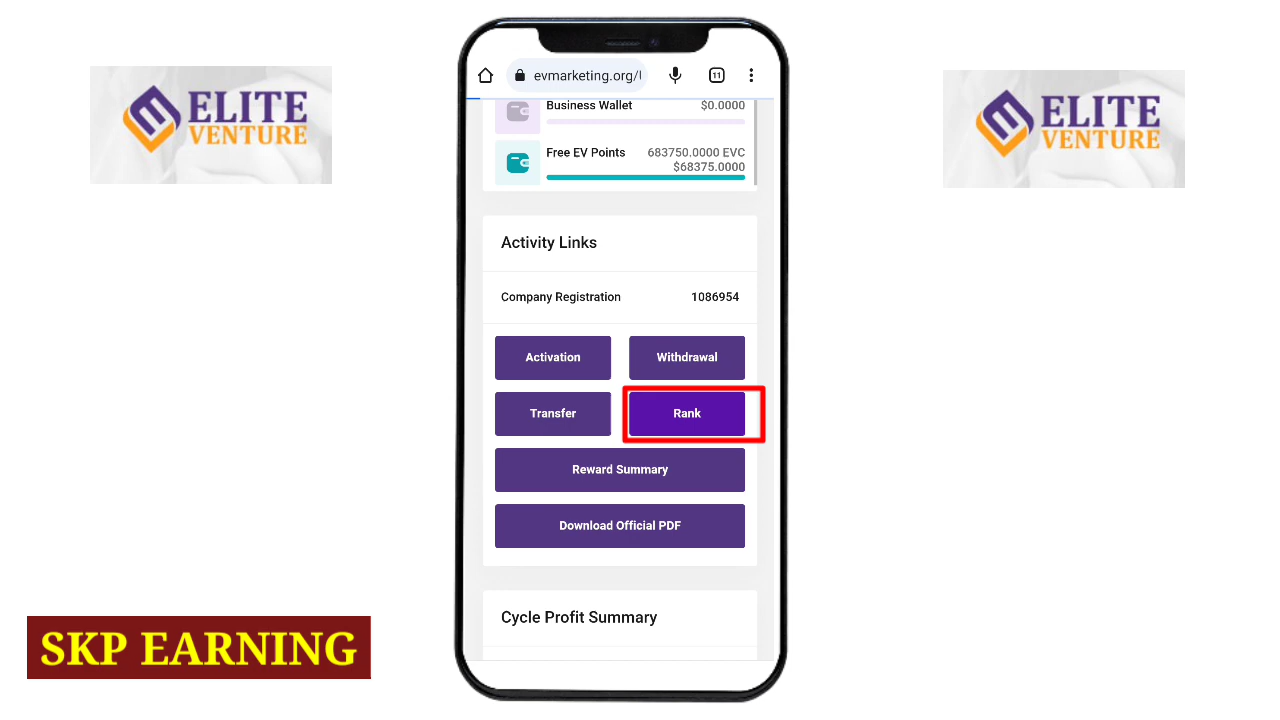 ELITE
VENTURE
ELITE
VENTURE
evmarketing.org/
11
Business Wallet $0.0000
Free EV Points 683750.0000 EVC
$68375.0000
Activity Links
Company Registration 1086954
Activation Withdrawal
Transfer Rank
Reward Summary
Download Official PDF
Cycle Profit Summary
SKP EARNING